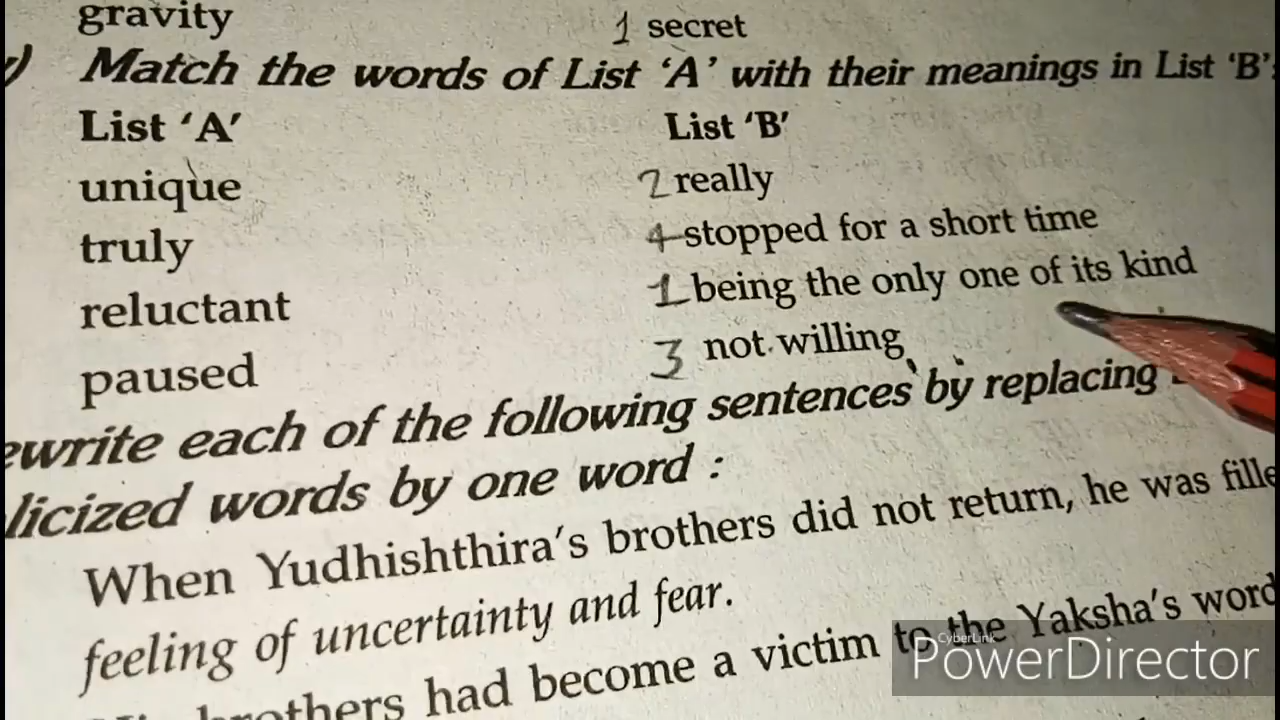 gravity 1 secret
Match the words of List ‘A’ with their meanings in List ‘B’
List ‘A’ List ‘B’
unique 2 really
truly 4 stopped for a short time
reluctant 1 being the only one of its kind
paused 3 not willing
ewrite each of the following sentences by replacing
licized words by one word :
When Yudhishthira’s brothers did not return, he was fille
feeling of uncertainty and fear.
brothers had become a victim to the Yaksha’s word
CyberLink
PowerDirector